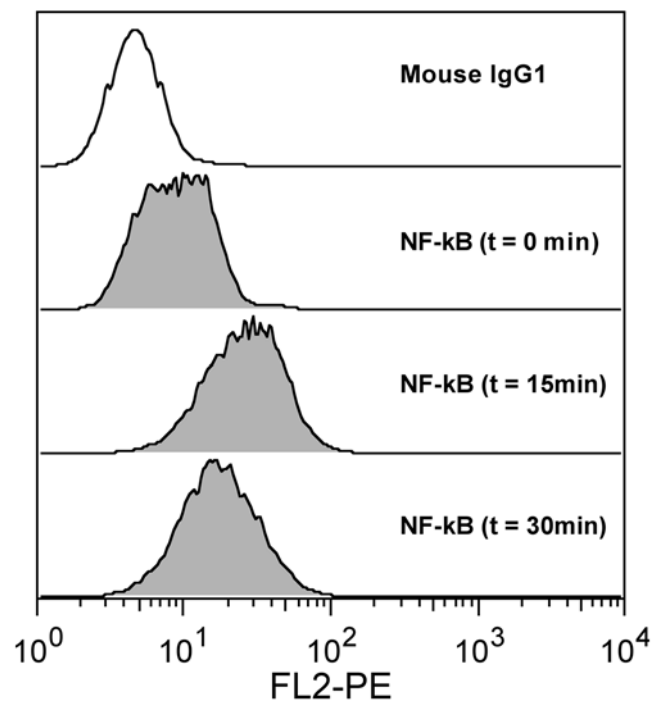 Mouse IgG1
NF-kB (t = 0 min)
NF-kB (t = 15min)
NF-kB (t = 30min)
10⁰ 10¹ 10² 10³ 10⁴
FL2-PE